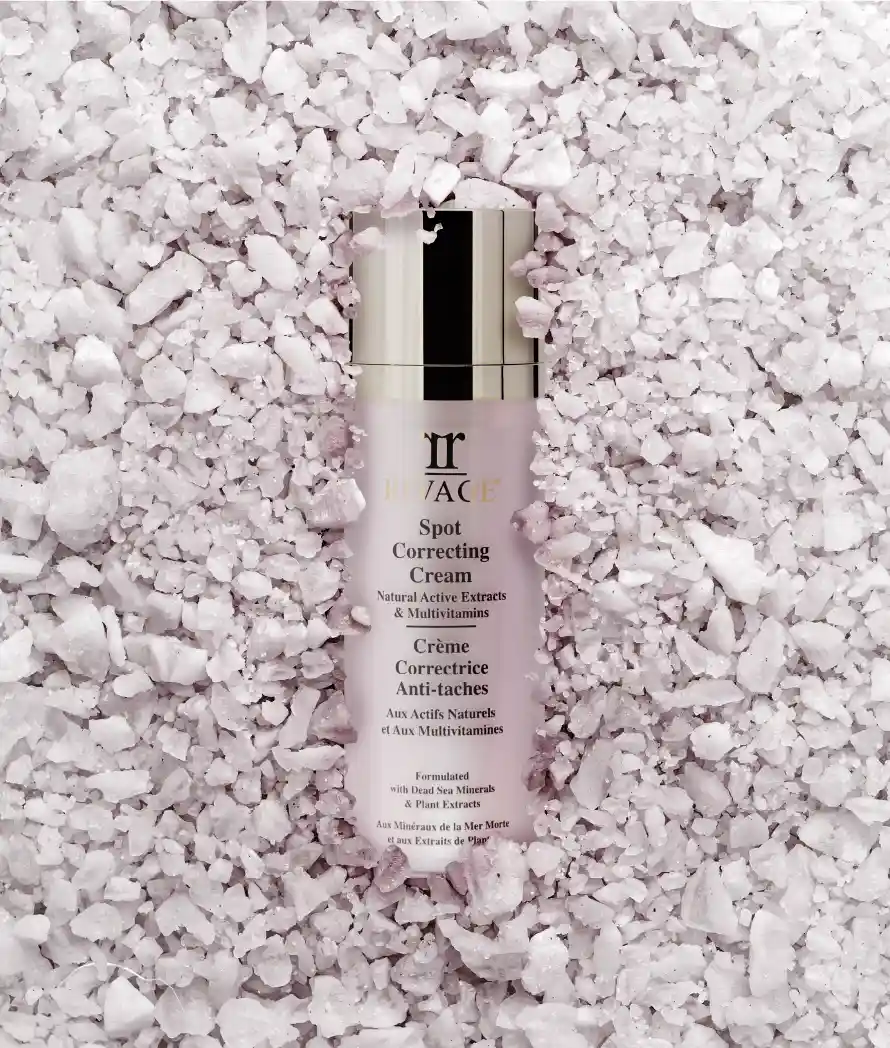 RIVAGE
Spot
Correcting
Cream
Natural Active Extracts
& Multivitamins
Crème
Correctrice
Anti-taches
Aux Actifs Naturels
et Aux Multivitamines
Formulated
with Dead Sea Minerals
& Plant Extracts
Aux Minéraux de la Mer Morte
et aux Extraits de